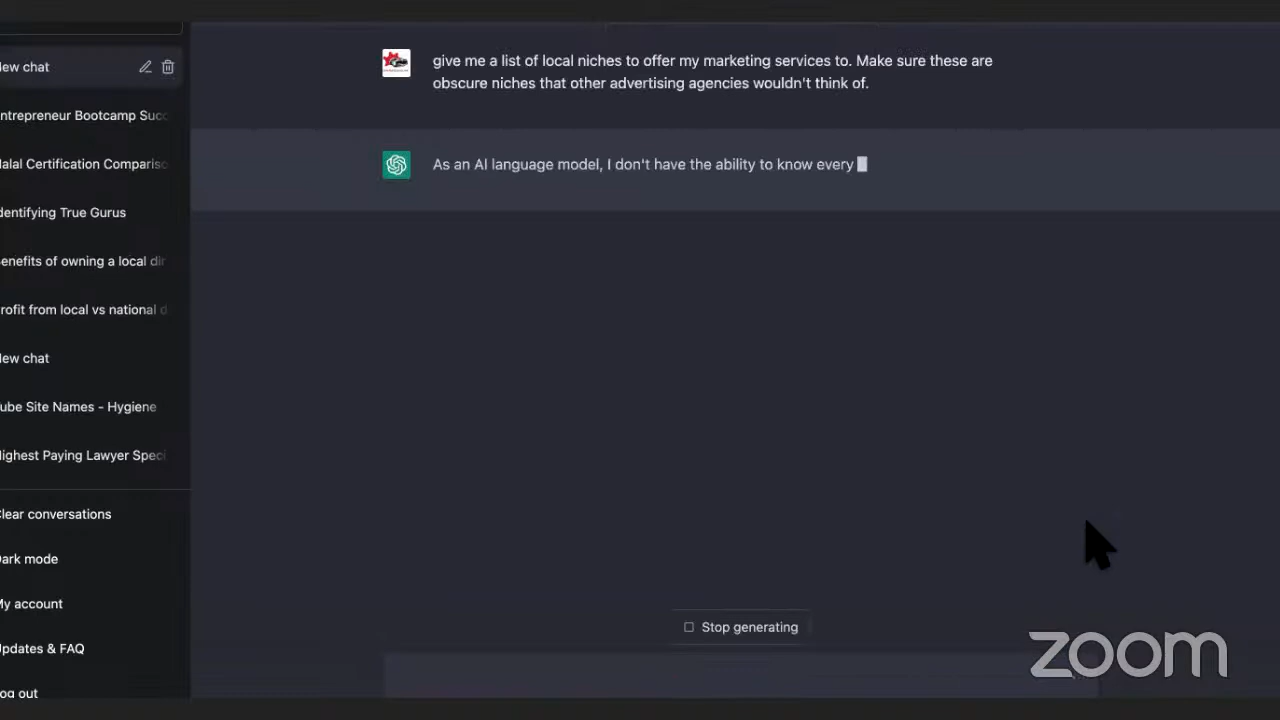 ew chat
ntrepreneur Bootcamp Suc
alal Certification Comparis
dentifying True Gurus
enefits of owning a local dir
rofit from local vs national d
ew chat
ube Site Names - Hygiene
ighest Paying Lawyer Speci
lear conversations
ark mode
y account
pdates & FAQ
og out
give me a list of local niches to offer my marketing services to. Make sure these are
obscure niches that other advertising agencies wouldn't think of.
As an AI language model, I don't have the ability to know every
Stop generating
zoom